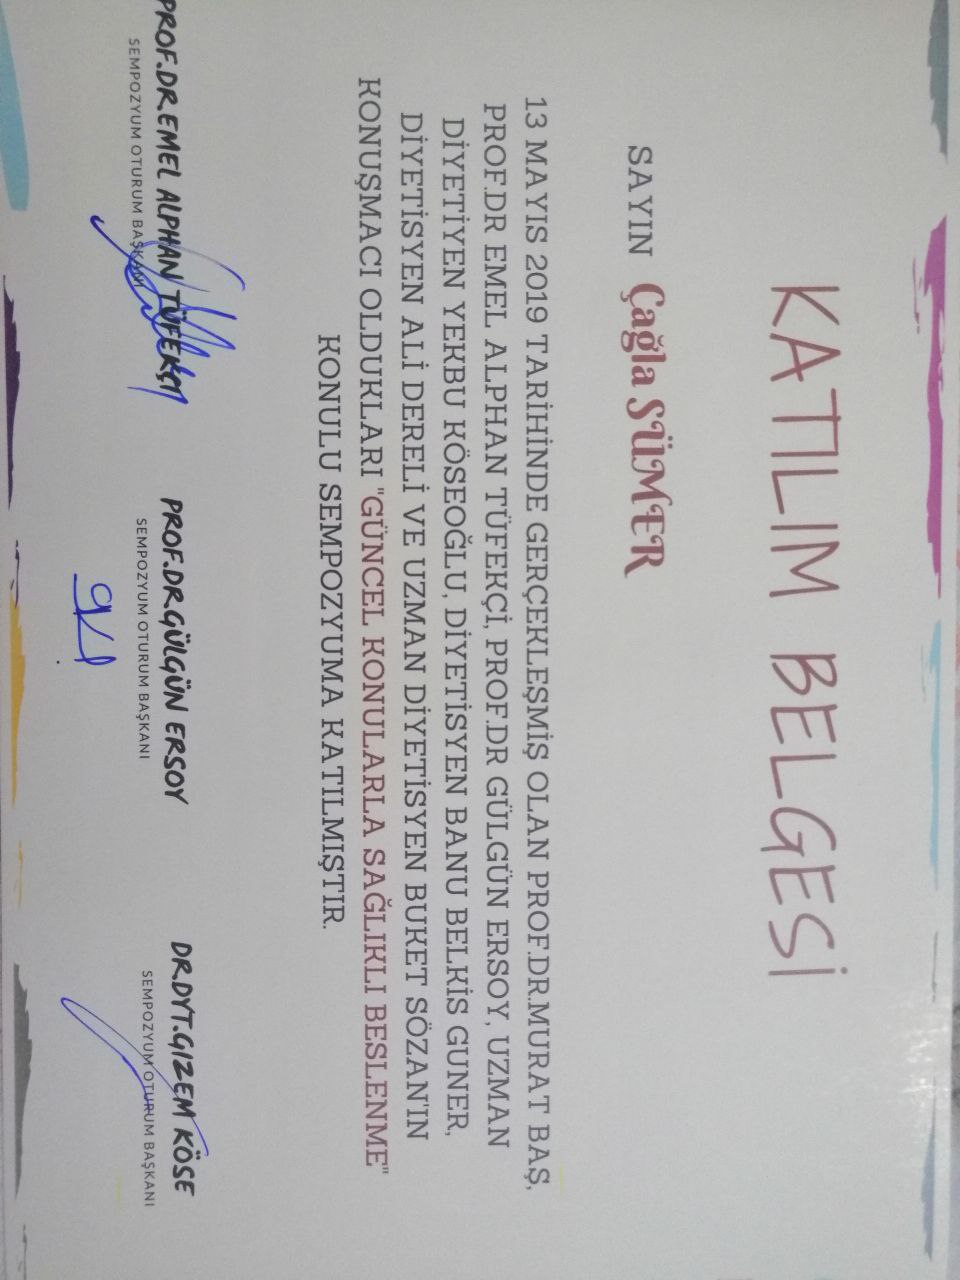 KATILIM BELGESİ
SAYIN Çağla SÜMER
13 MAYIS 2019 TARİHİNDE GERÇEKLEŞMİŞ OLAN PROF.DR.MURAT BAŞ,
PROF.DR EMEL ALPHAN TÜFEKÇİ, PROF.DR GÜLGÜN ERSOY, UZMAN
DİYETİYEN YEKBU KÖSEOĞLU, DİYETİSYEN BANU BELKİS GUNER,
DİYETİSYEN ALİ DERELİ VE UZMAN DİYETİSYEN BUKET SÖZAN'IN
KONUŞMACI OLDUKLARI "GÜNCEL KONULARLA SAĞLIKLI BESLENME"
KONULU SEMPOZYUMA KATILMIŞTIR.
PROF.DR.EMEL ALPHAN TÜFEKÇİ
SEMPOZYUM OTURUM BAŞKANI
PROF.DR.GÜLGÜN ERSOY
SEMPOZYUM OTURUM BAŞKANI
DR.DYT.GIZEM KÖSE
SEMPOZYUM OTURUM BAŞKANI